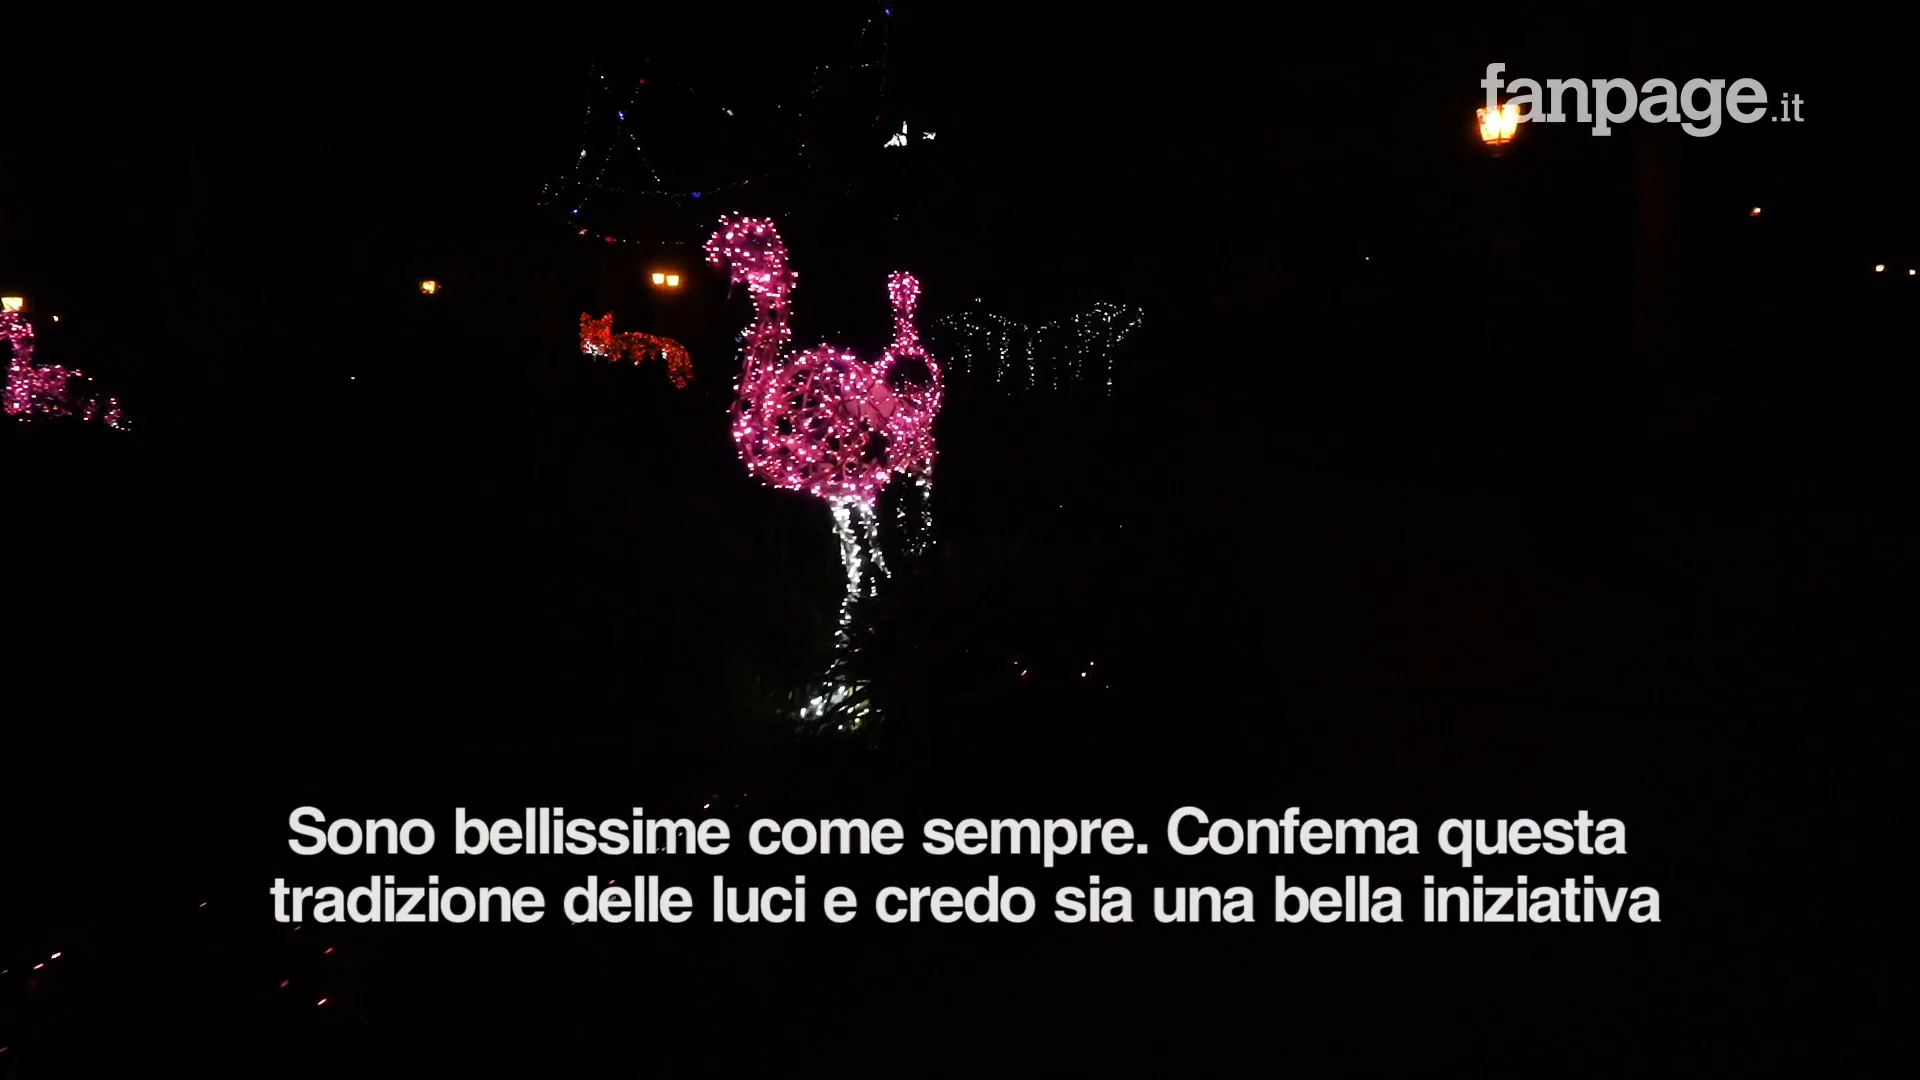 fanpage.it
Sono bellissime come sempre. Confema questa
tradizione delle luci e credo sia una bella iniziativa